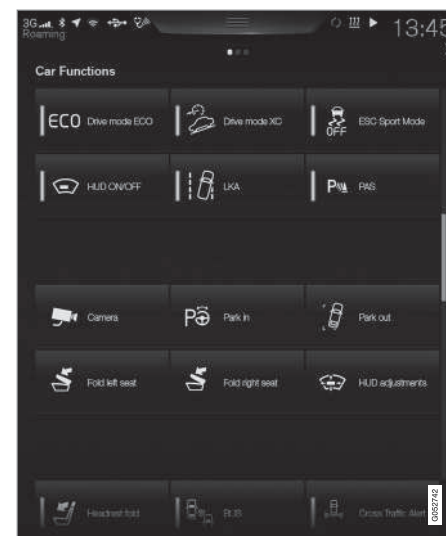 3G 13:45
Roaming
Car Functions
ECO Drive mode ECO Drive mode XC OFF ESC Sport Mode
HUD ON/OFF LKA P PAS
Camera P Park in Park out
Fold left seat Fold right seat HUD adjustments
Headrest fold BLIS Cross Traffic Alert
G052742